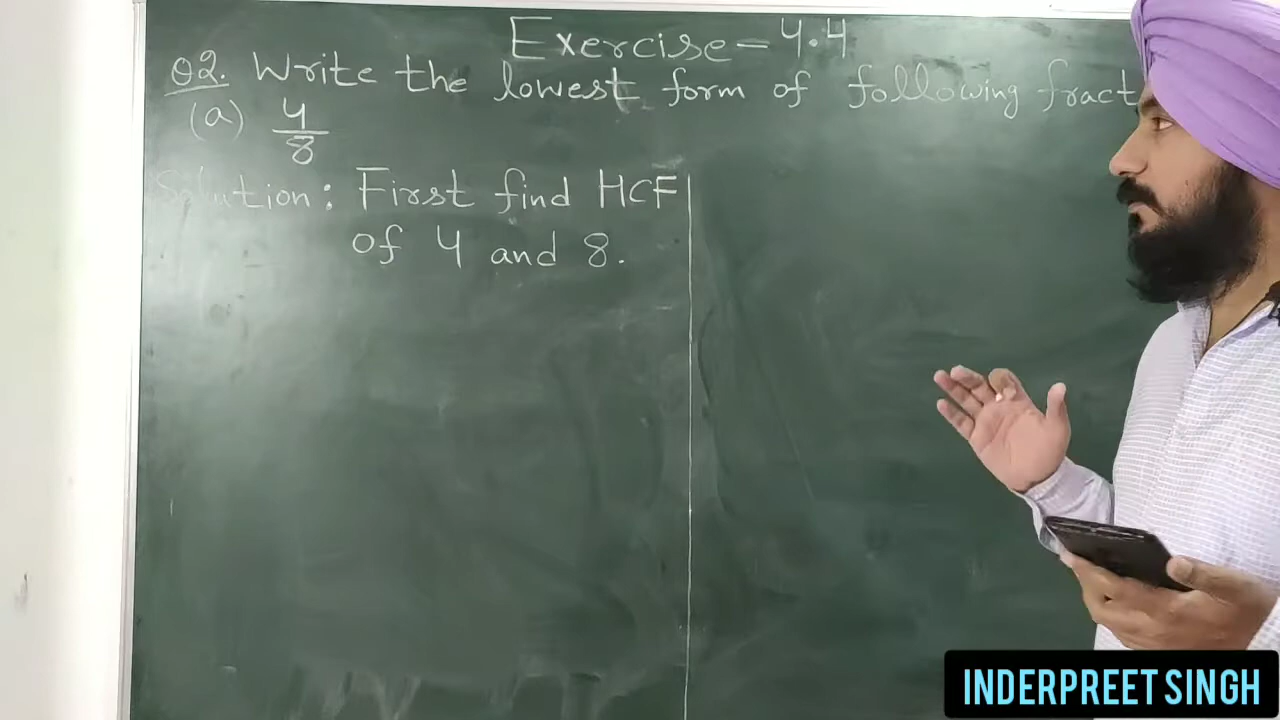 Exercise - 4.4
Q2. Write the lowest form of following fract
(a) 4/8
Solution: First find HCF
of 4 and 8.
INDERPREET SINGH